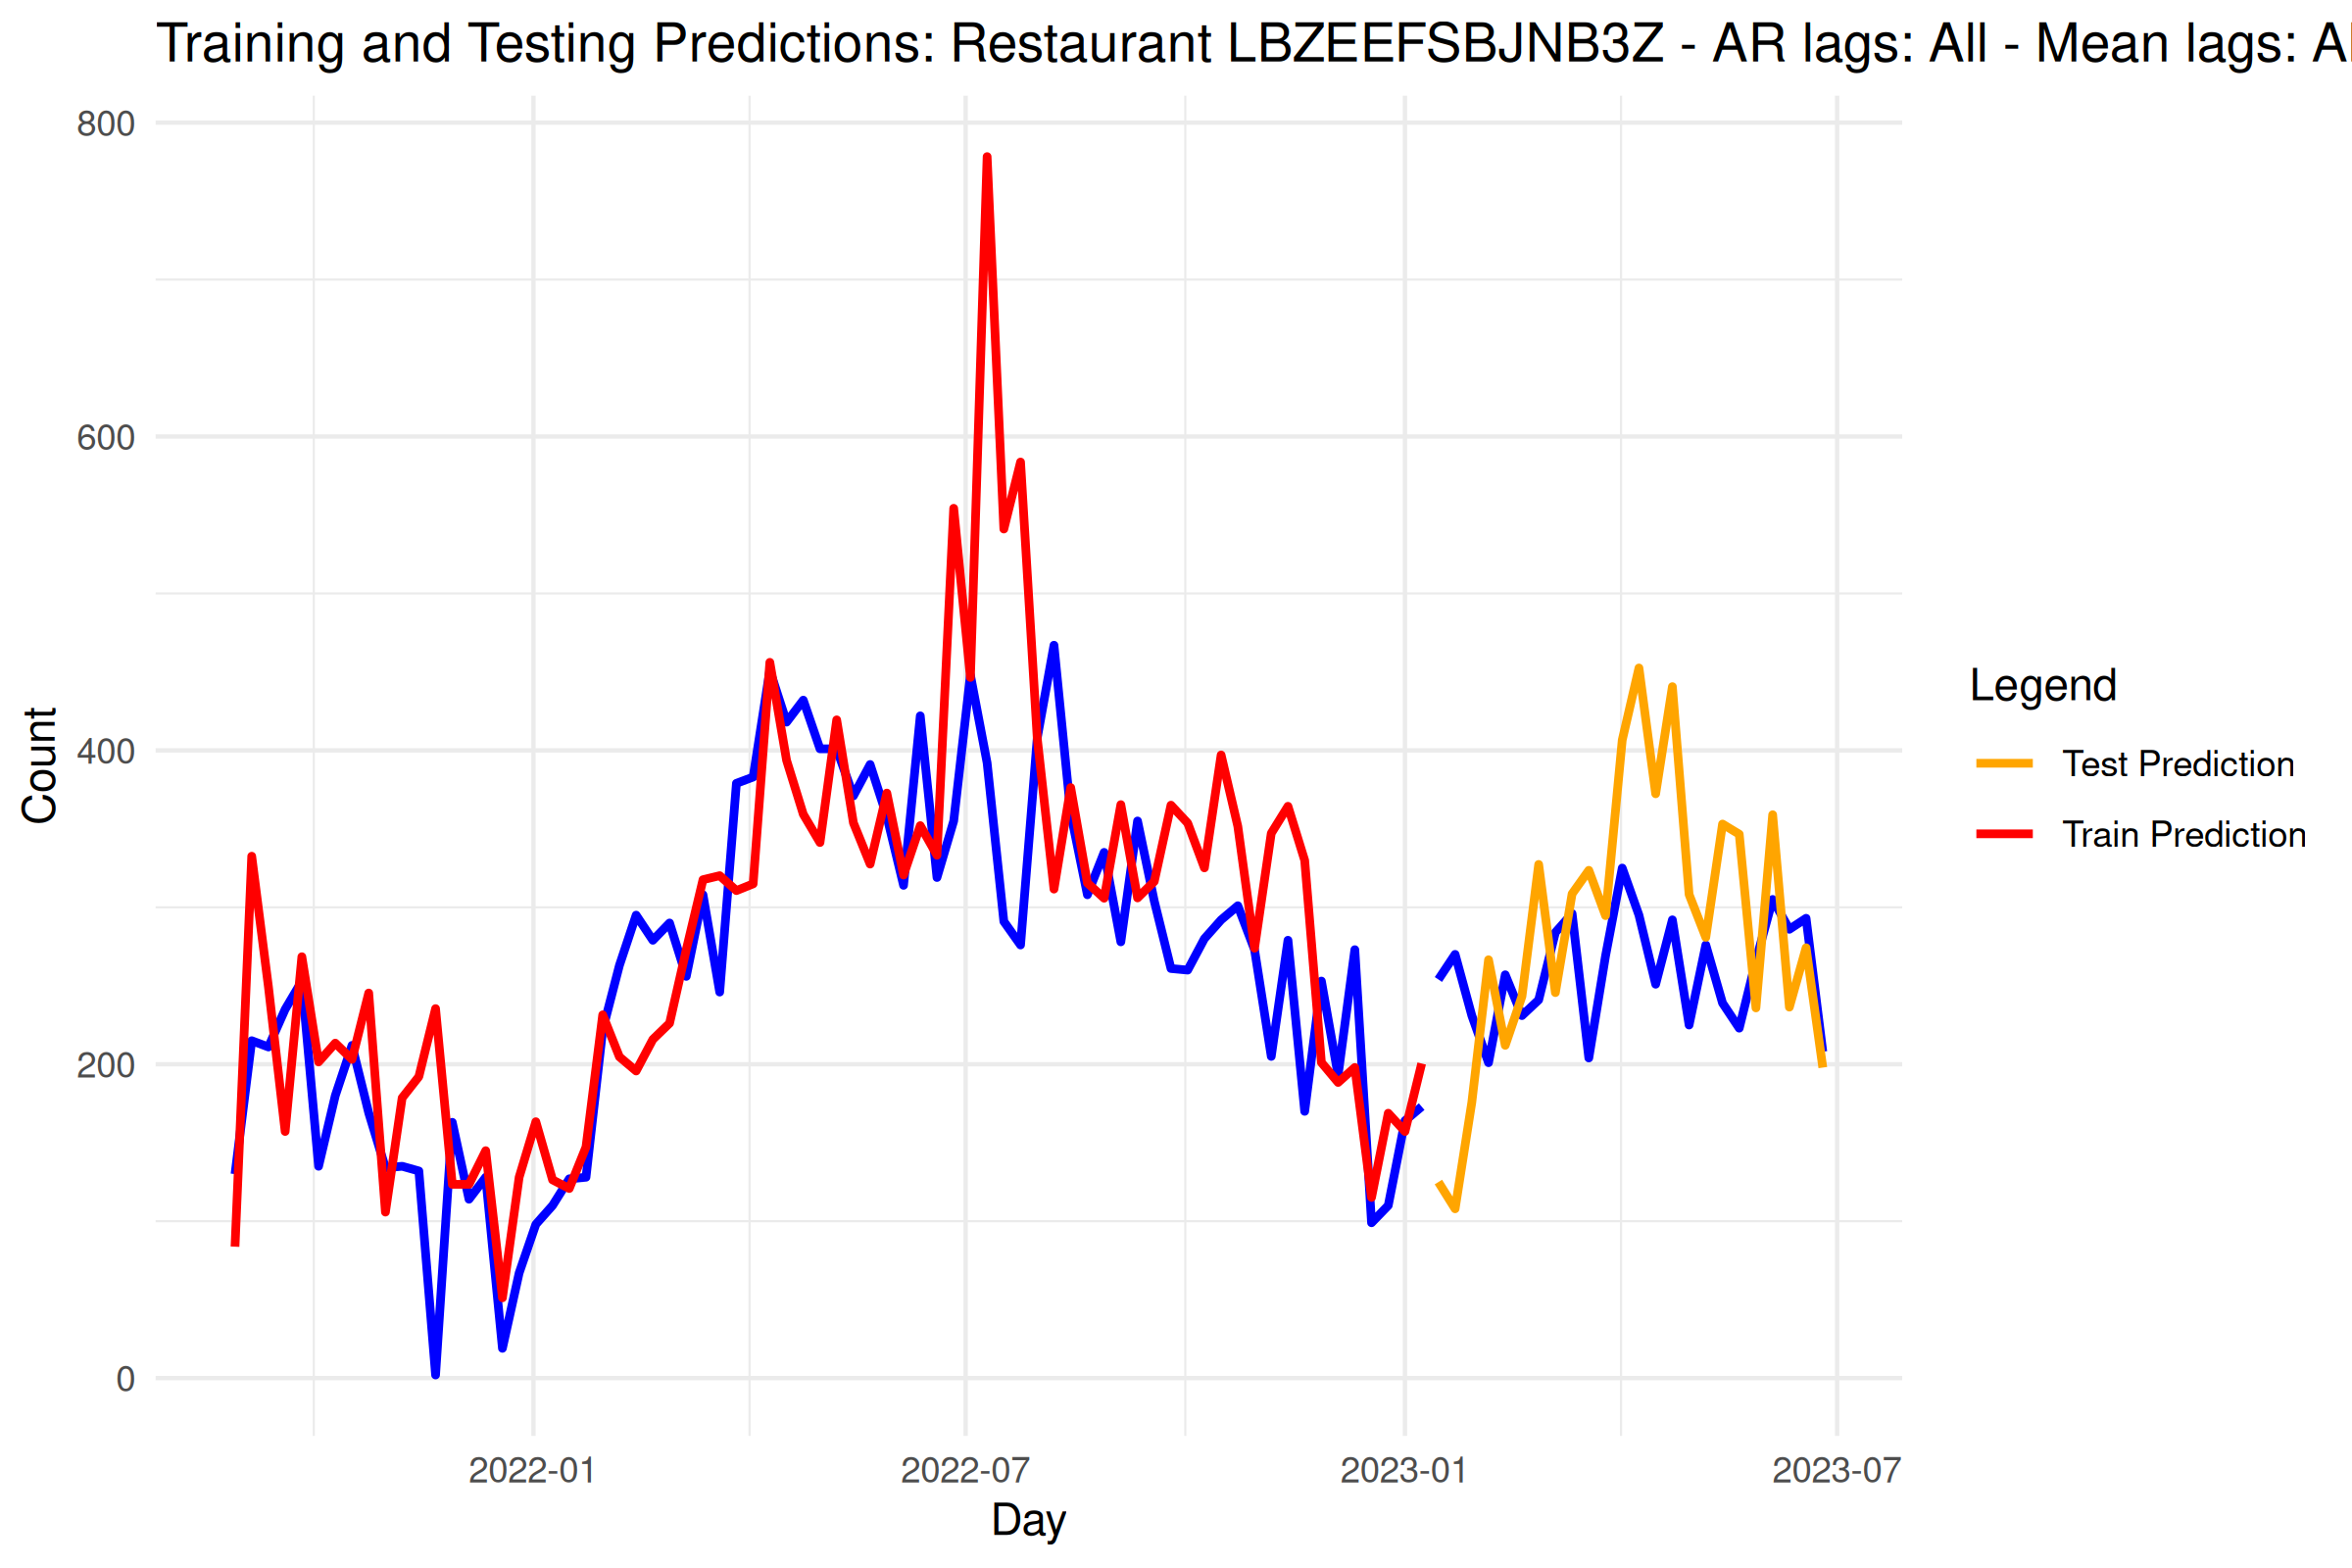 Training and Testing Predictions: Restaurant LBZEEFSBJNB3Z - AR lags: All - Mean lags:
800
600
400
200
0
Count
2022-01
2022-07
2023-01
2023-07
Day
Legend
Test Prediction
Train Prediction